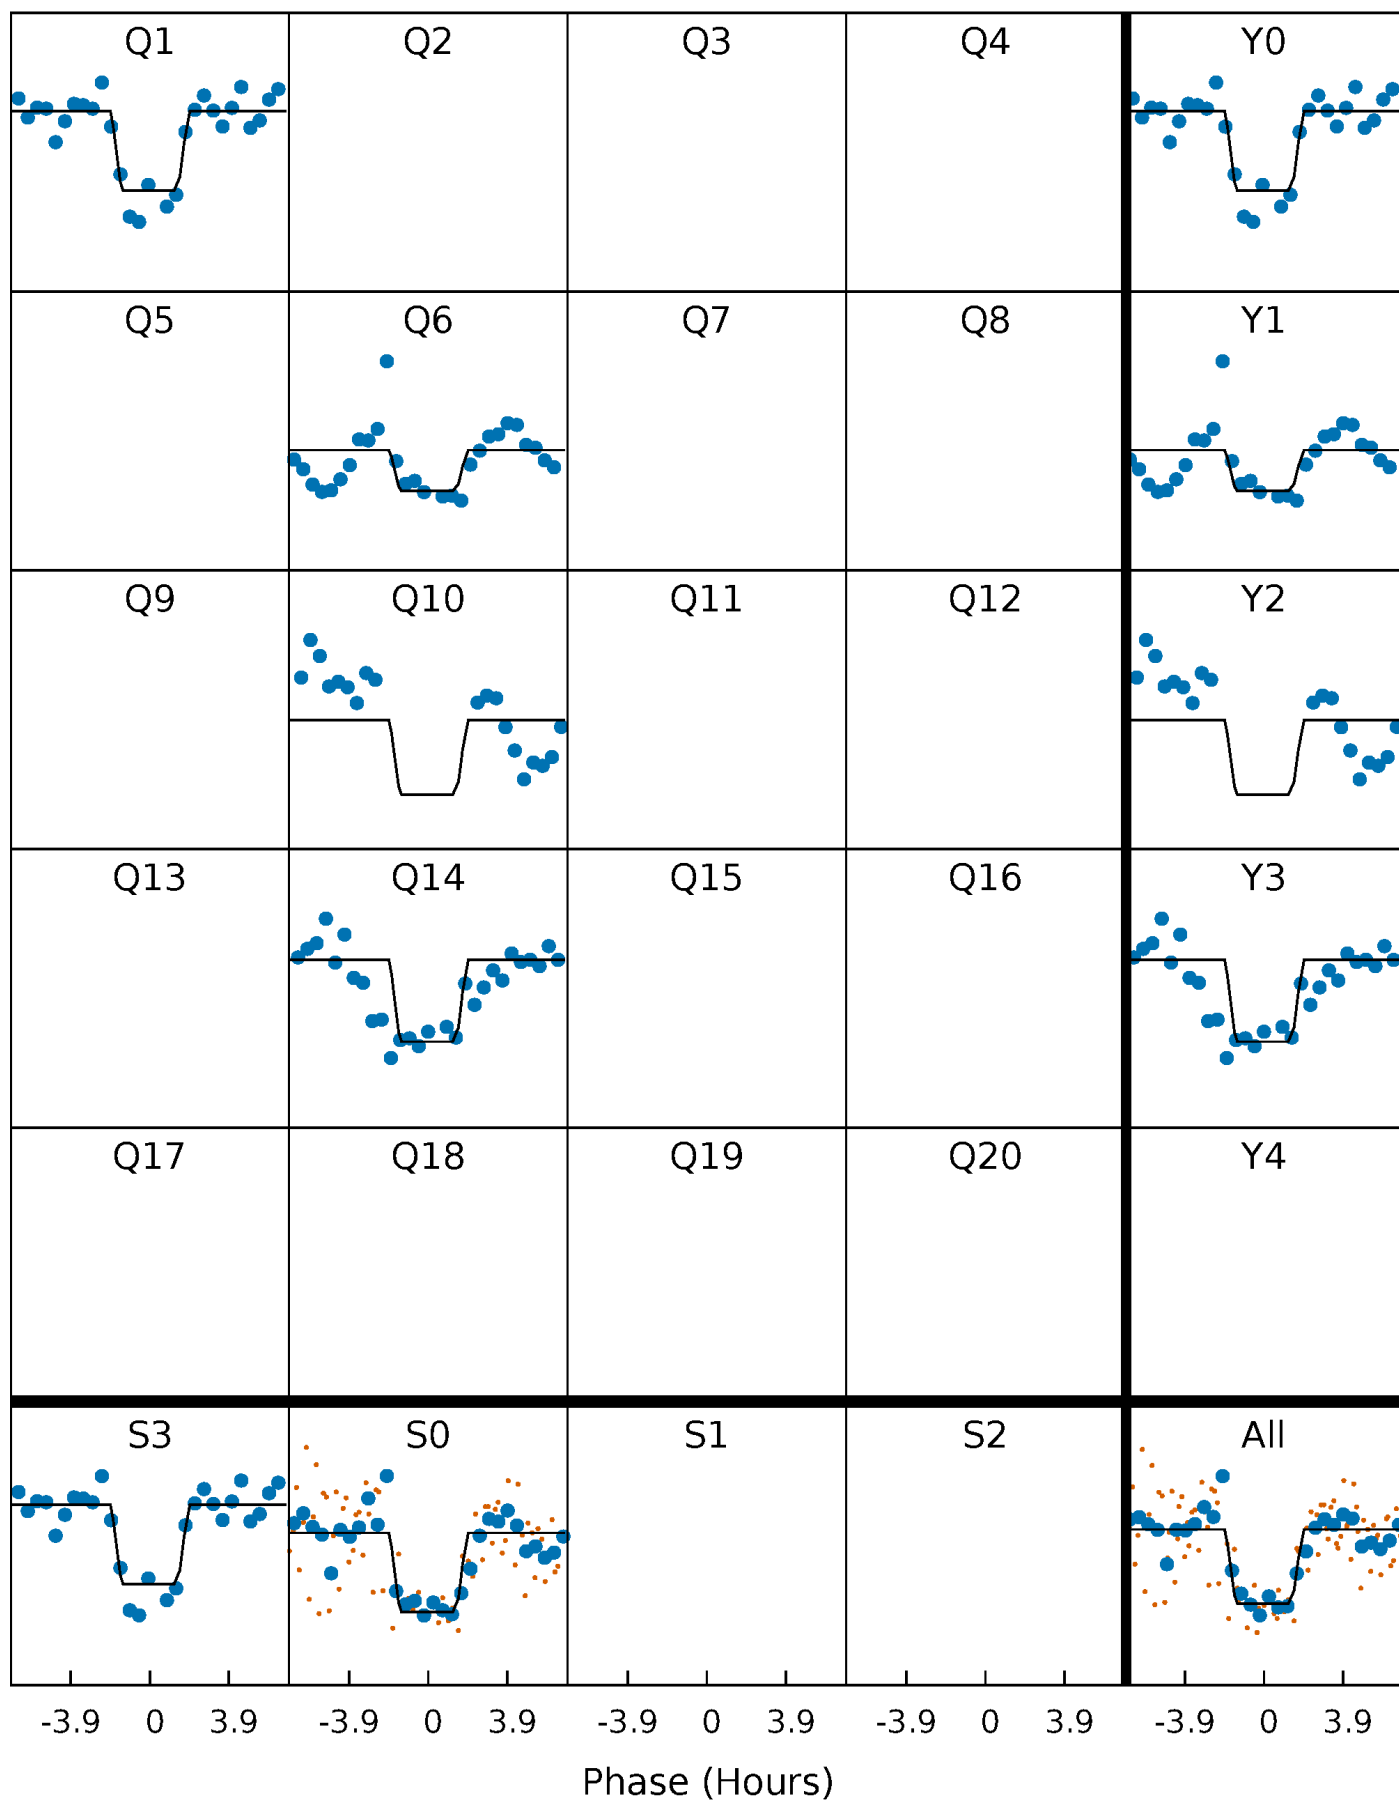 Q1 Q2 Q3 Q4 Y0
Q5 Q6 Q7 Q8 Y1
Q9 Q10 Q11 Q12 Y2
Q13 Q14 Q15 Q16 Y3
Q17 Q18 Q19 Q20 Y4
S3 S0 S1 S2 All
-3.9 0 3.9 -3.9 0 3.9 -3.9 0 3.9 -3.9 0 3.9 -3.9 0 3.9
Phase (Hours)